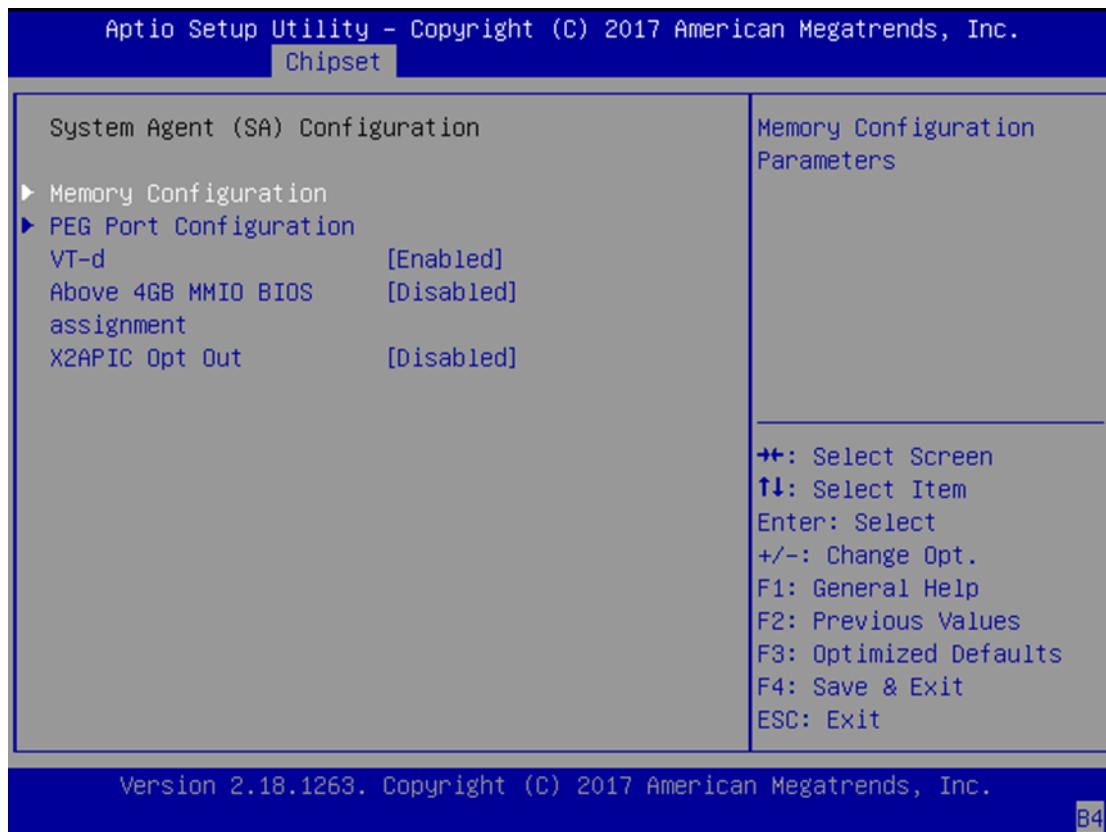 Aptio Setup Utility – Copyright (C) 2017 American Megatrends, Inc.
Chipset
System Agent (SA) Configuration
▶ Memory Configuration
▶ PEG Port Configuration
VT-d [Enabled]
Above 4GB MMIO BIOS [Disabled]
assignment
X2APIC Opt Out [Disabled]
Memory Configuration
Parameters
→←: Select Screen
↑↓: Select Item
Enter: Select
+/-: Change Opt.
F1: General Help
F2: Previous Values
F3: Optimized Defaults
F4: Save & Exit
ESC: Exit
Version 2.18.1263. Copyright (C) 2017 American Megatrends, Inc.
B4